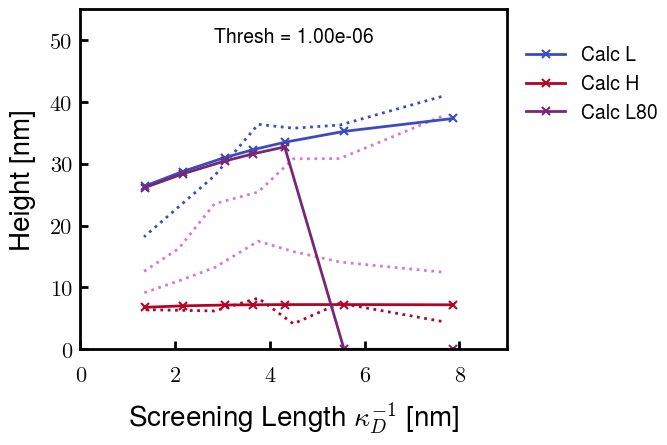 Thresh = 1.00e-06
50
40
30
20
10
0
Height [nm]
0 2 4 6 8
Screening Length $\kappa_D^{-1}$ [nm]
Calc L
Calc H
Calc L80